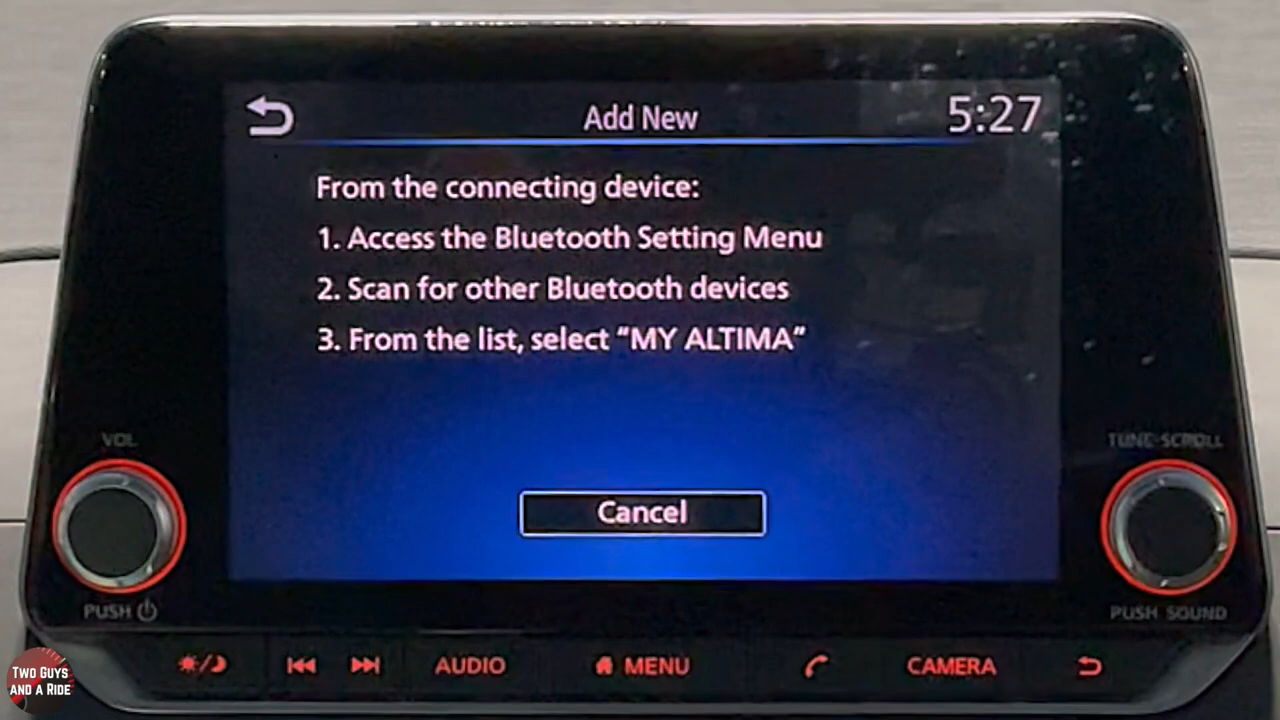 Add New
5:27
From the connecting device:
1. Access the Bluetooth Setting Menu
2. Scan for other Bluetooth devices
3. From the list, select “MY ALTIMA”
Cancel
VOL
TUNE·SCROLL
PUSH
PUSH SOUND
AUDIO
MENU
CAMERA
TWO GUYS
AND A RIDE